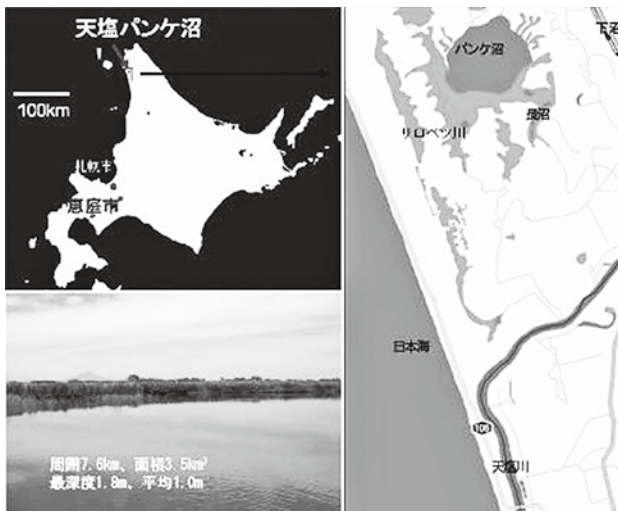 天塩パンケ沼
100km
札幌市
恵庭市
周囲7.6km、面積3.5km²
最深度1.8m、平均1.0m
パンケ沼
下沼
長沼
サロベツ川
日本海
106
天塩川